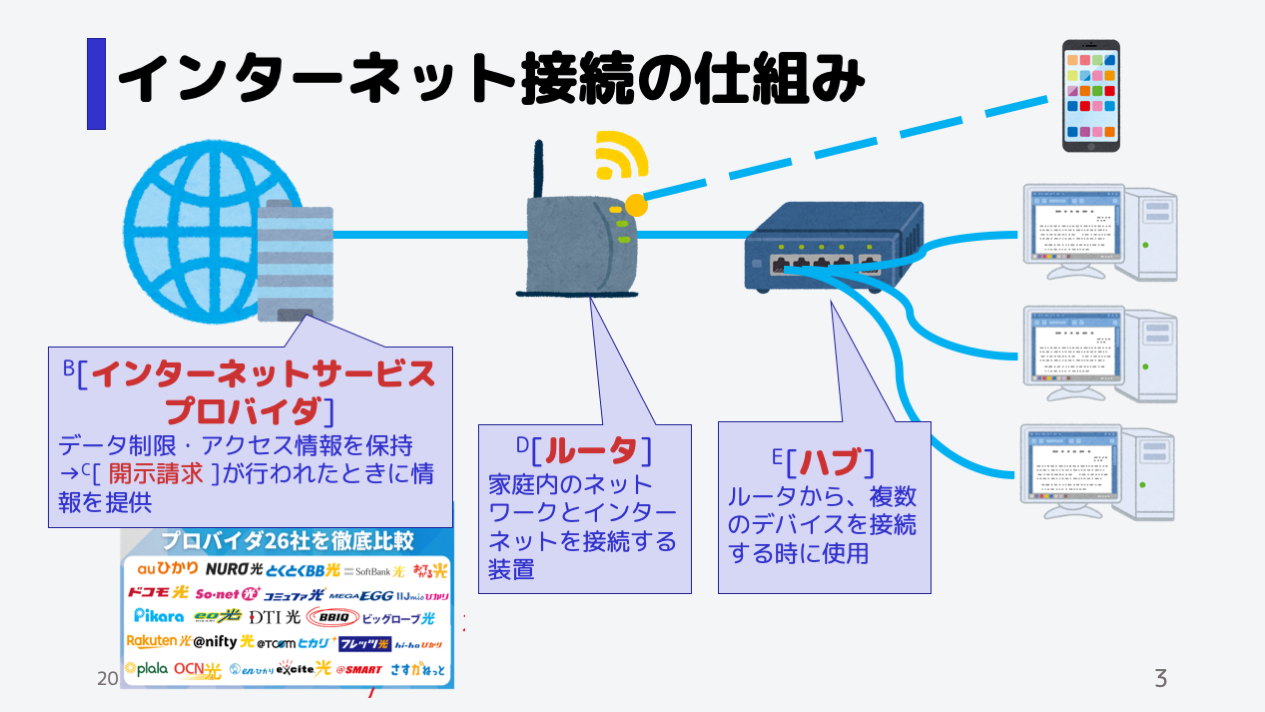 インターネット接続の仕組み
B[インターネットサービス
プロバイダ]
データ制限・アクセス情報を保持
→C[ 開示請求 ]が行われたときに情
報を提供
D[ルータ]
家庭内のネット
ワークとインター
ネットを接続する
装置
E[ハブ]
ルータから、複数
のデバイスを接続
する時に使用
プロバイダ26社を徹底比較
auひかり NURO光 とくとくBB光 SoftBank 光 おてがる光
ドコモ光 So-net光 コミュファ光 MEGA EGG IIJmioひかり
Pikara eo光 DTI光 BBIQ ビッグローブ光
Rakuten光 @nifty光 @TCOMヒカリ フレッツ光 hi-hoひかり
plala OCN光 enひかり excite光 @SMART さすがねっと
20
3